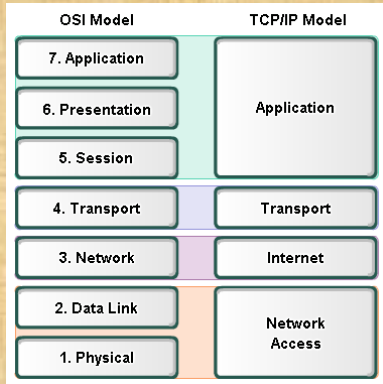 OSI Model
TCP/IP Model
7. Application
6. Presentation
5. Session
Application
4. Transport
Transport
3. Network
Internet
2. Data Link
1. Physical
Network
Access